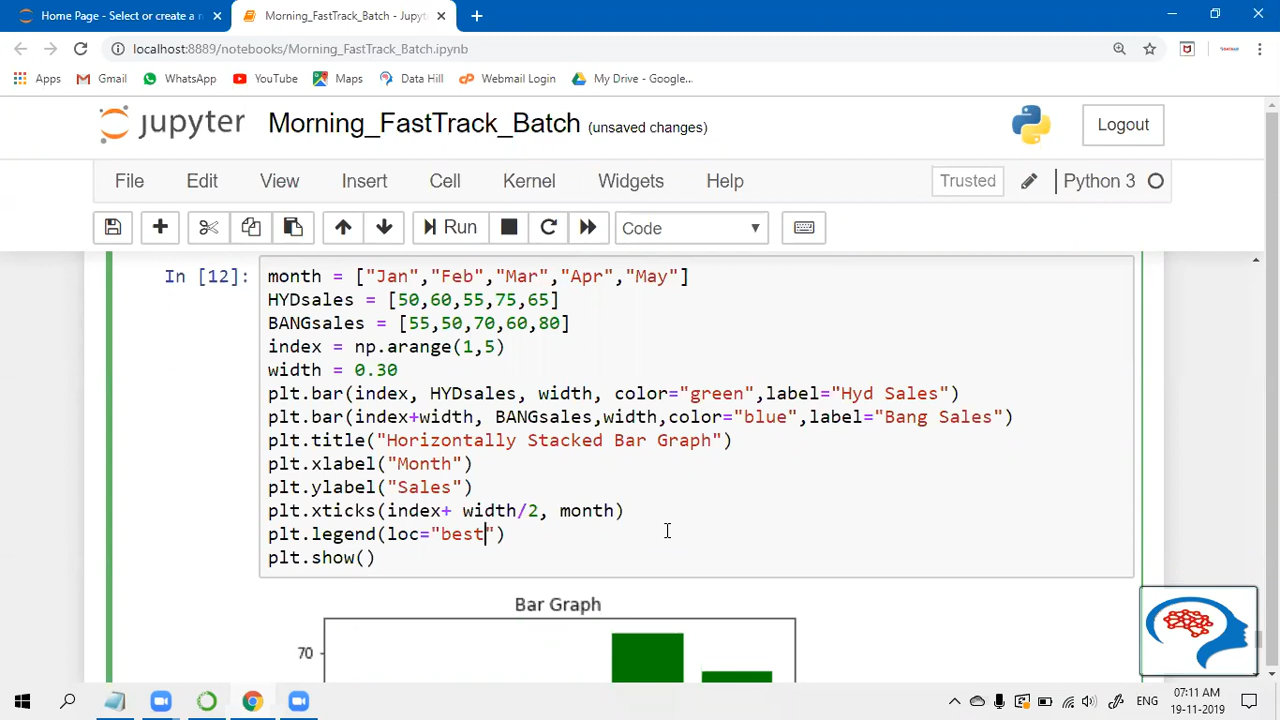 Home Page - Select or create a n
Morning_FastTrack_Batch - Jupyte
localhost:8889/notebooks/Morning_FastTrack_Batch.ipynb
Apps
Gmail
WhatsApp
YouTube
Maps
Data Hill
Webmail Login
My Drive - Google...
jupyter
Morning_FastTrack_Batch (unsaved changes)
Logout
File
Edit
View
Insert
Cell
Kernel
Widgets
Help
Trusted
Python 3
Run
Code
In [12]:
month = ["Jan","Feb","Mar","Apr","May"]
HYDsales = [50,60,55,75,65]
BANGsales = [55,50,70,60,80]
index = np.arange(1,5)
width = 0.30
plt.bar(index, HYDsales, width, color="green",label="Hyd Sales")
plt.bar(index+width, BANGsales,width,color="blue",label="Bang Sales")
plt.title("Horizontally Stacked Bar Graph")
plt.xlabel("Month")
plt.ylabel("Sales")
plt.xticks(index+ width/2, month)
plt.legend(loc="best")
plt.show()
Bar Graph
70
ENG
07:11 AM
19-11-2019